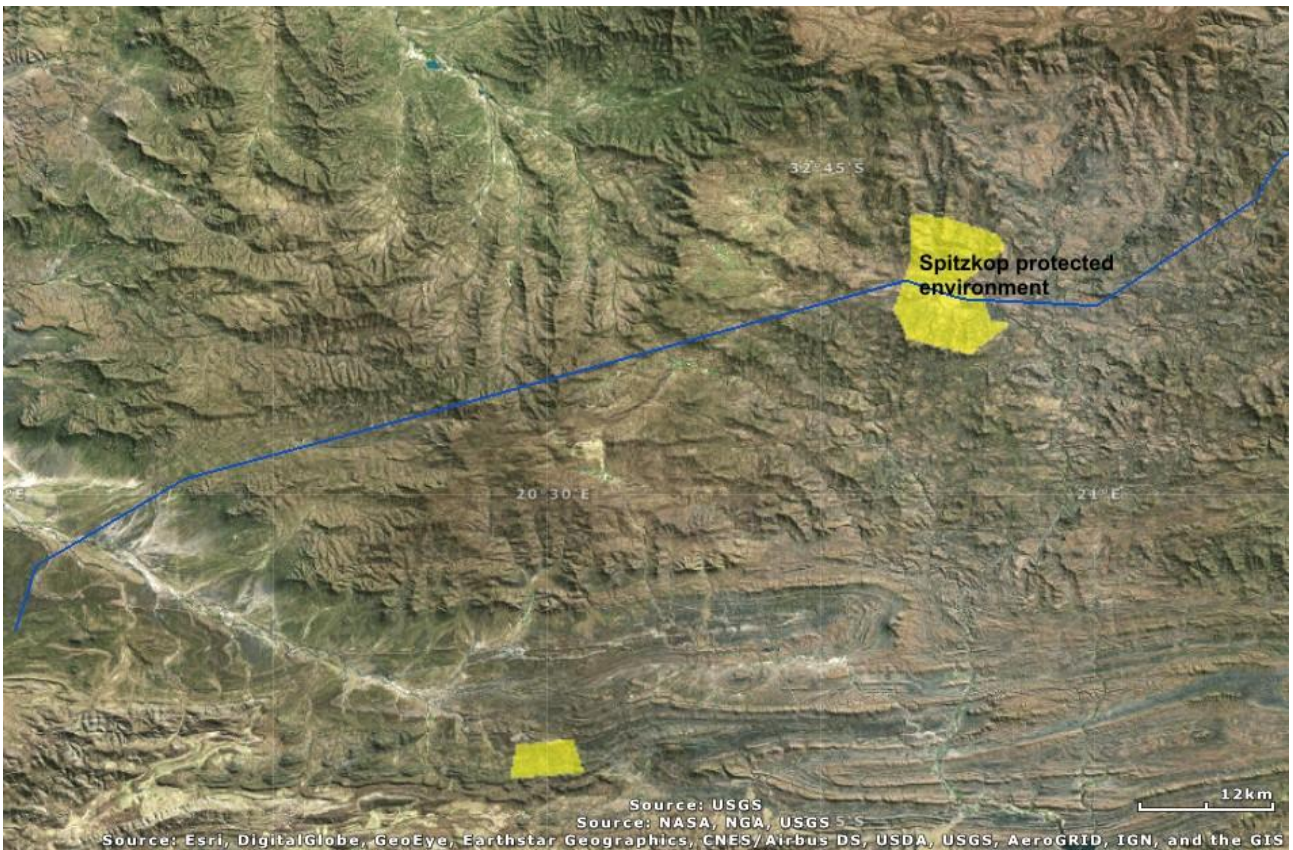 32°45'S
Spitzkop protected
environment
°E
20°30'E
21°E
12km
Source: USGS
Source: NASA, NGA, USGS
5'S
Source: Esri, DigitalGlobe, GeoEye, Earthstar Geographics, CNES/Airbus DS, USDA, USGS, AeroGRID, IGN, and the GIS